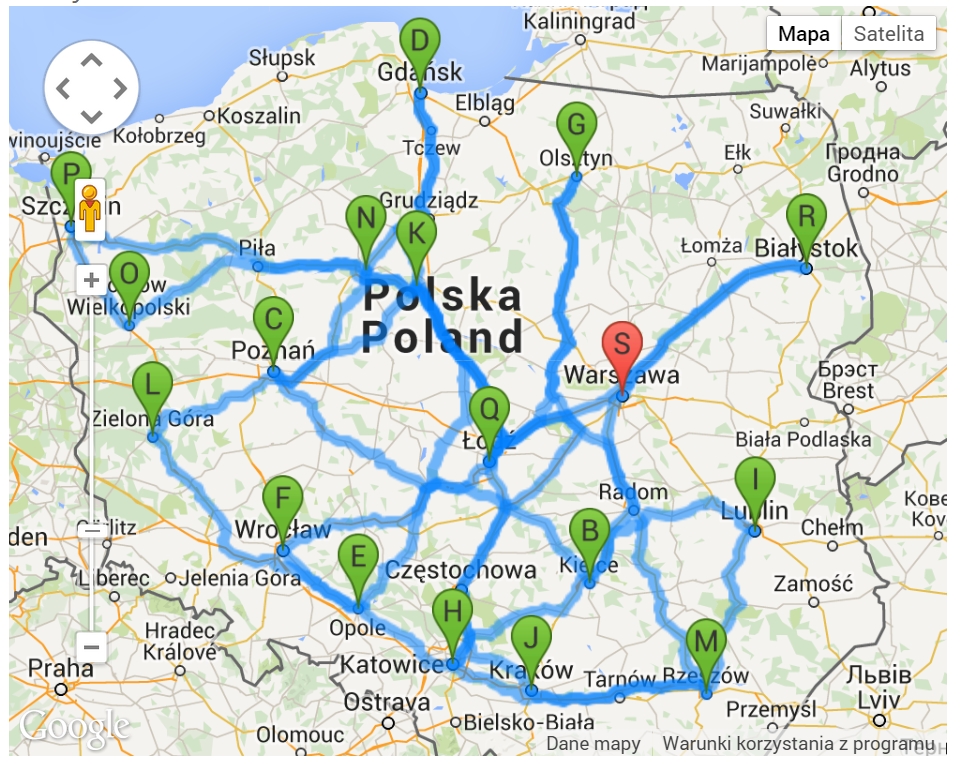 Kaliningrad
Mapa
Satelita
D
Słupsk
Gdańsk
Marijampolė
Alytus
Elbląg
Koszalin
Suwałki
G
Kołobrzeg
winoujście
Tczew
Olsztyn
Ełk
Гродна
Grodno
P
Grudziądz
N
K
R
Łomża
Białystok
Piła
O
Wielkopolski
Polska
Poland
C
Poznań
S
Warszawa
Брэст
Brest
L
Zielona Góra
Q
Łódź
Biała Podlaska
I
Radom
Lublin
Chełm
F
Wrocław
B
Kielce
E
Częstochowa
Görlitz
den
Liberec
Jelenia Góra
Zamość
H
Opole
J
M
Hradec
Králové
Katowice
Kraków
Tarnów
Rzeszów
Praha
Львів
Lviv
Ostrava
Bielsko-Biała
Przemyśl
Google
Olomouc
Dane mapy
Warunki korzystania z programu